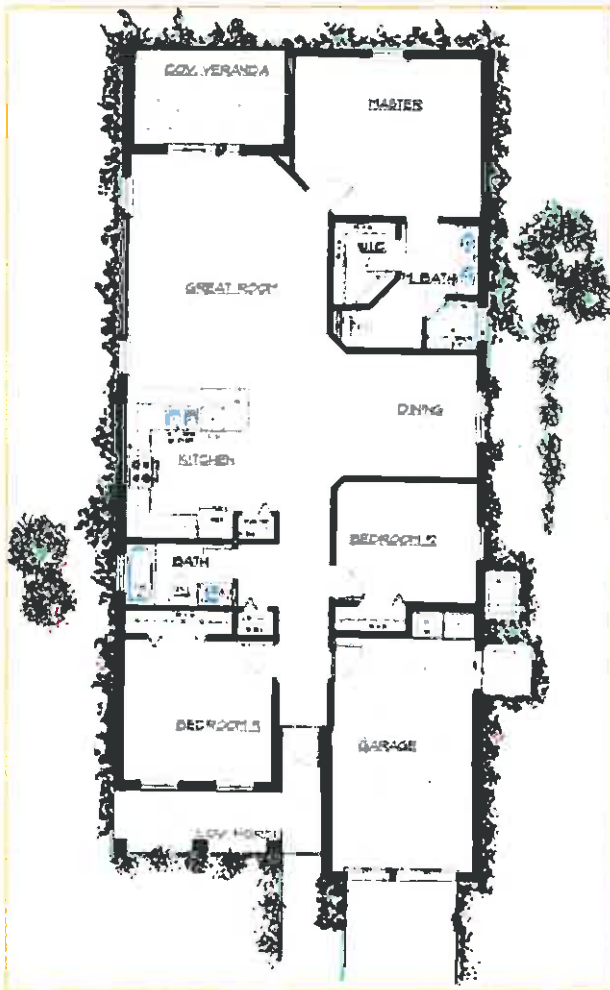 COV. VERANDA
MASTER
W.I.C.
M. BATH
GREAT ROOM
DINING
KITCHEN
BEDROOM 2
BATH
BEDROOM 3
GARAGE
COV. PORCH